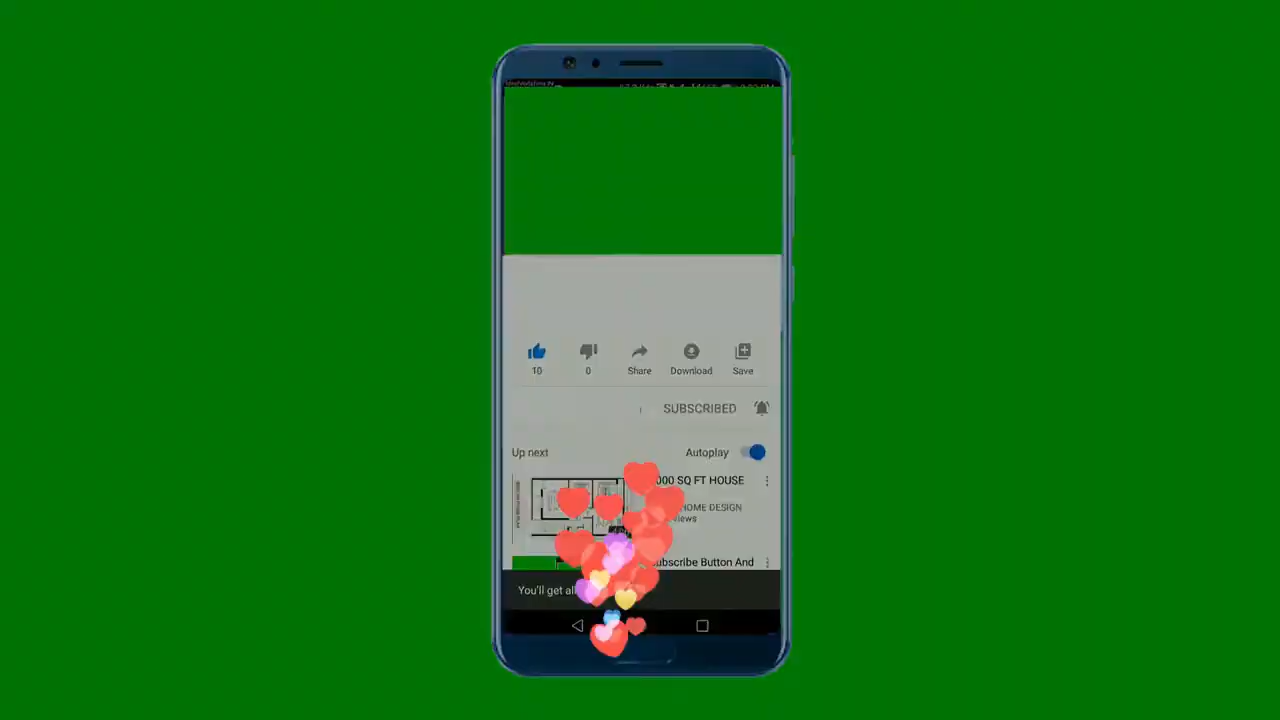 10
0
Share
Download
Save
SUBSCRIBED
Up next
Autoplay
000 SQ FT HOUSE
HOME DESIGN
iews
ubscribe Button And
You'll get all